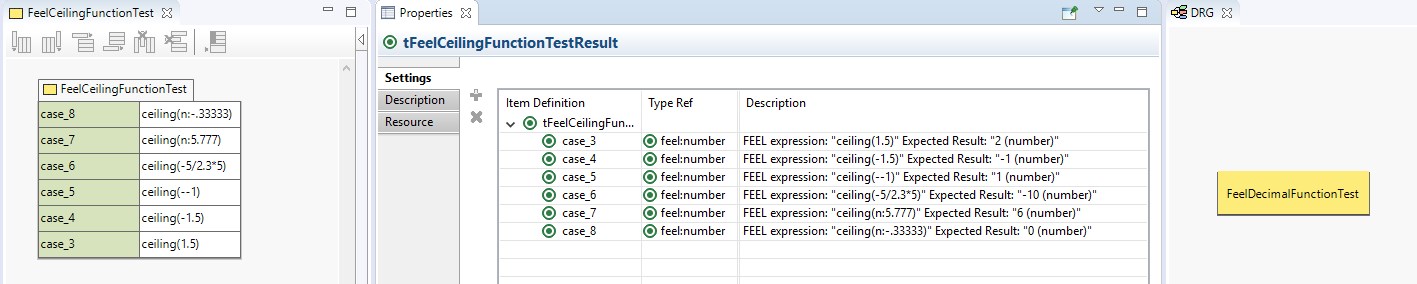 FeelCeilingFunctionTest
FeelCeilingFunctionTest
case_8 ceiling(n:-.33333)
case_7 ceiling(n:5.777)
case_6 ceiling(-5/2.3*5)
case_5 ceiling(--1)
case_4 ceiling(-1.5)
case_3 ceiling(1.5)
Properties
tFeelCeilingFunctionTestResult
Settings
Description
Resource
Item Definition Type Ref Description
tFeelCeilingFun...
case_3 feel:number FEEL expression: "ceiling(1.5)" Expected Result: "2 (number)"
case_4 feel:number FEEL expression: "ceiling(-1.5)" Expected Result: "-1 (number)"
case_5 feel:number FEEL expression: "ceiling(--1)" Expected Result: "1 (number)"
case_6 feel:number FEEL expression: "ceiling(-5/2.3*5)" Expected Result: "-10 (number)"
case_7 feel:number FEEL expression: "ceiling(n:5.777)" Expected Result: "6 (number)"
case_8 feel:number FEEL expression: "ceiling(n:-.33333)" Expected Result: "0 (number)"
DRG
FeelDecimalFunctionTest